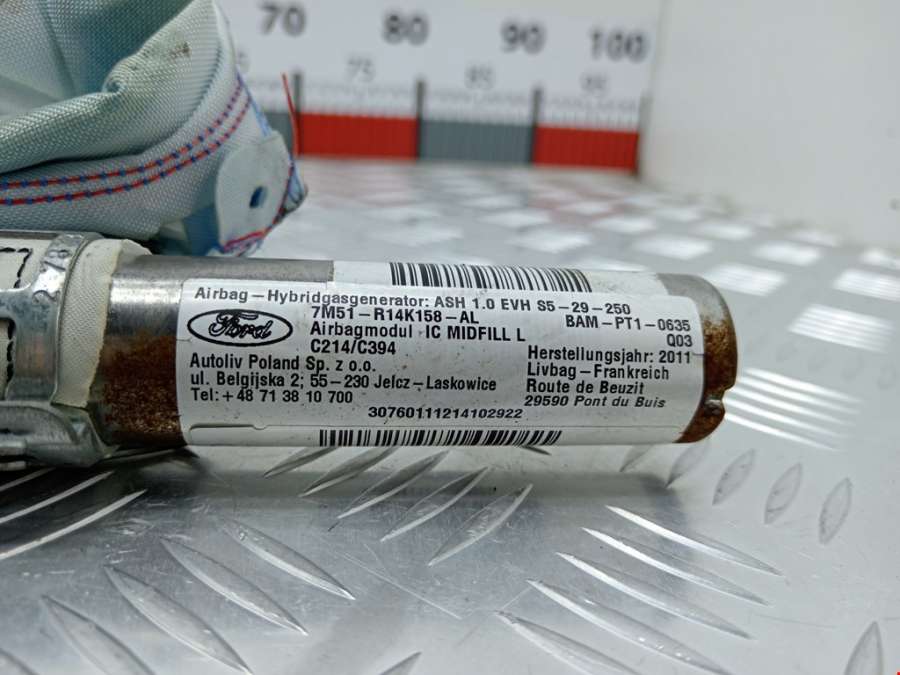 70 80 90 100
75 85 95
Airbag-Hybridgasgenerator: ASH 1.0 EVH S5-29-250
Ford
7M51-R14K158-AL BAM-PT1-0635
Airbagmodul IC MIDFILL L Q03
C214/C394 Herstellungsjahr: 2011
Autoliv Poland Sp. z o.o. Livbag-Frankreich
ul. Belgijska 2; 55-230 Jelcz-Laskowice Route de Beuzit
Tel: +48 71 38 10 700 29590 Pont du Buis
30760111214102922